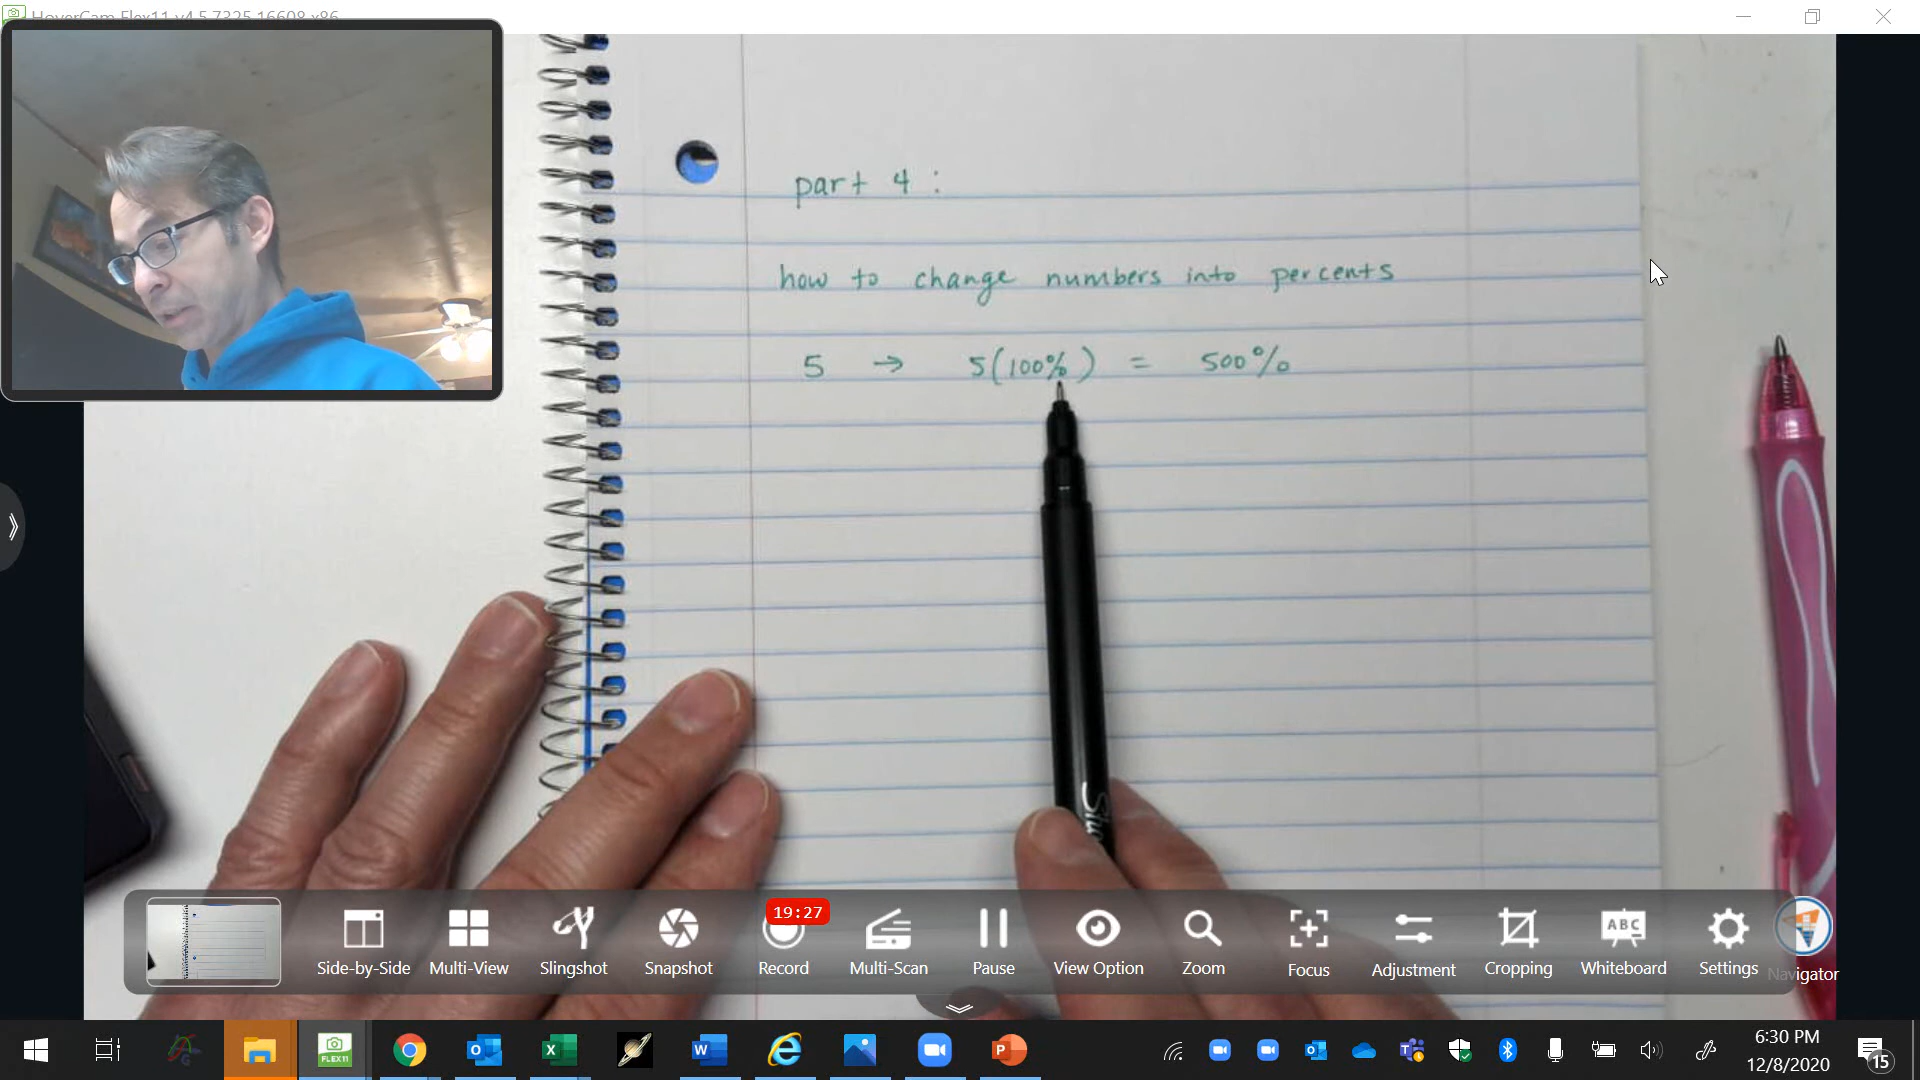 HoverCam Flex11 v4.5.7325.16608 x86
part 4 :
how to change numbers into percents
5 → 5(100%) = 500%
19:27
Side-by-Side Multi-View Slingshot Snapshot Record Multi-Scan Pause View Option Zoom Focus Adjustment Cropping ABC Whiteboard Settings Navigator
FLEX11
6:30 PM
12/8/2020
15